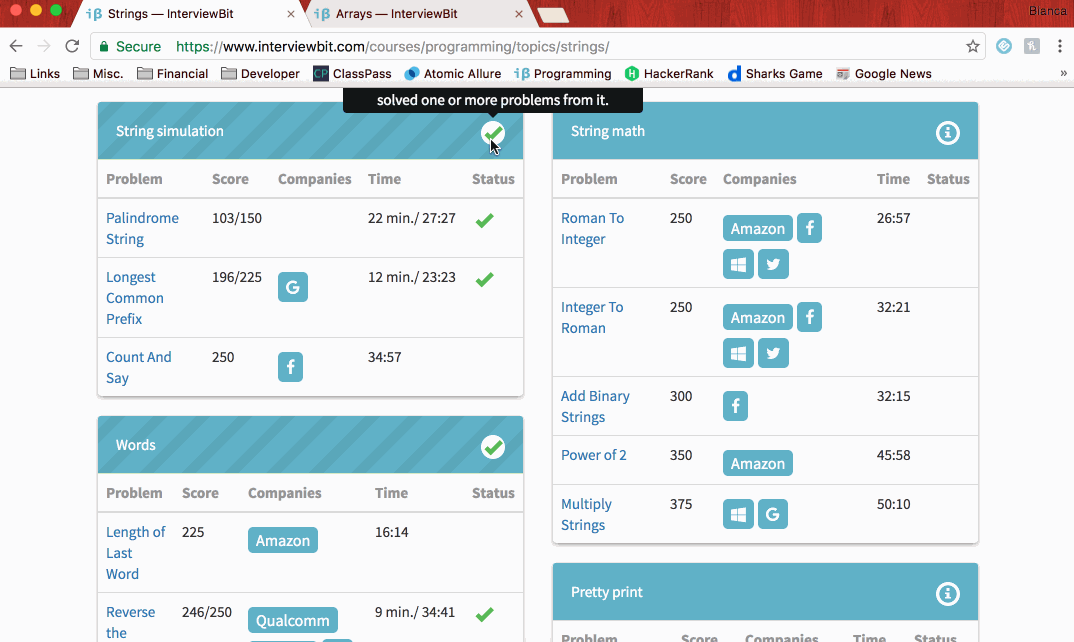 Strings — InterviewBit
Arrays — InterviewBit
Bianca
Secure https://www.interviewbit.com/courses/programming/topics/strings/
Links Misc. Financial Developer CP ClassPass Atomic Allure iβ Programming HackerRank Sharks Game Google News »
solved one or more problems from it.
String simulation
Problem Score Companies Time Status
Palindrome 103/150 22 min./ 27:27
String
Longest 196/225 G 12 min./ 23:23
Common
Prefix
Count And 250 f 34:57
Say
Words
Problem Score Companies Time Status
Length of 225 Amazon 16:14
Last
Word
Reverse 246/250 Qualcomm 9 min./ 34:41
the
String math
Problem Score Companies Time Status
Roman To 250 Amazon f 26:57
Integer
Integer To 250 Amazon f 32:21
Roman
Add Binary 300 f 32:15
Strings
Power of 2 350 Amazon 45:58
Multiply 375 G 50:10
Strings
Pretty print
Problem Score Companies Time Status